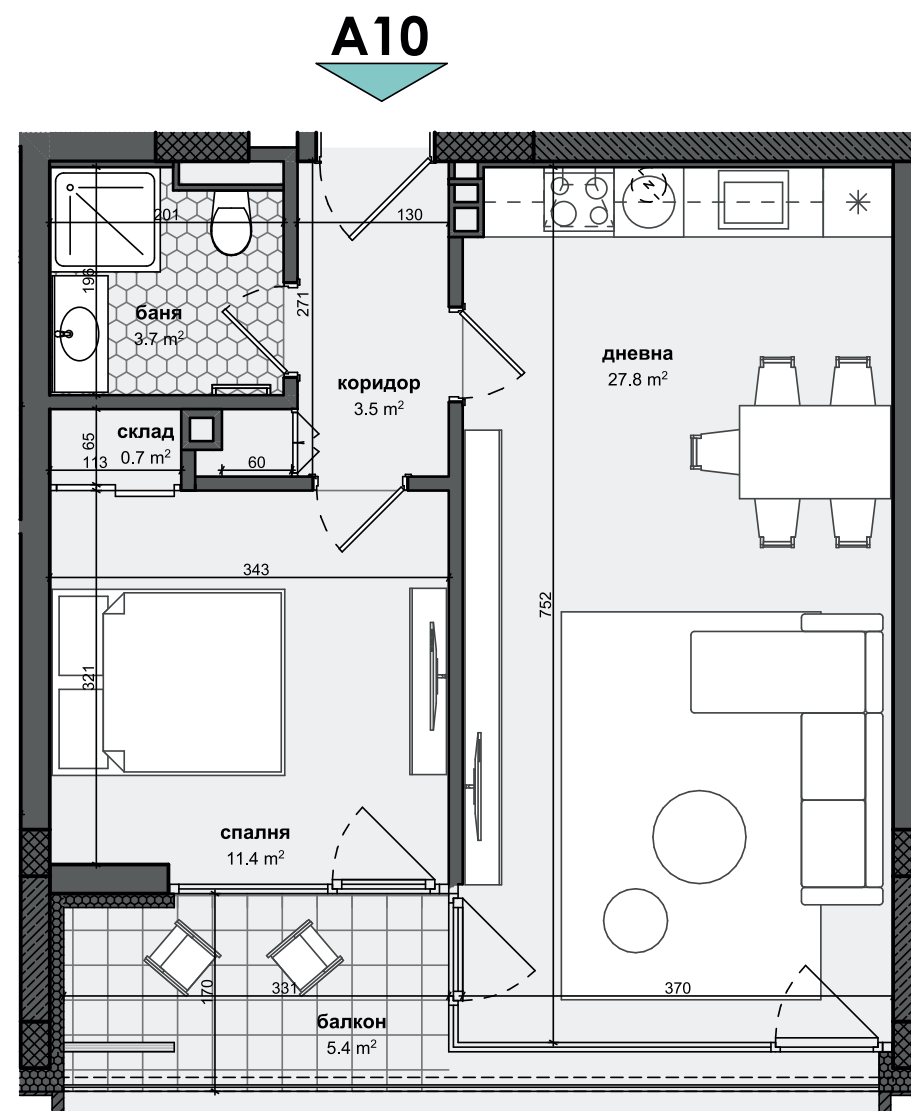 A10
201
130
196
271
баня
3.7 m²
дневна
27.8 m²
коридор
3.5 m²
склад
0.7 m²
65
113
60
343
752
321
спалня
11.4 m²
170
331
370
балкон
5.4 m²